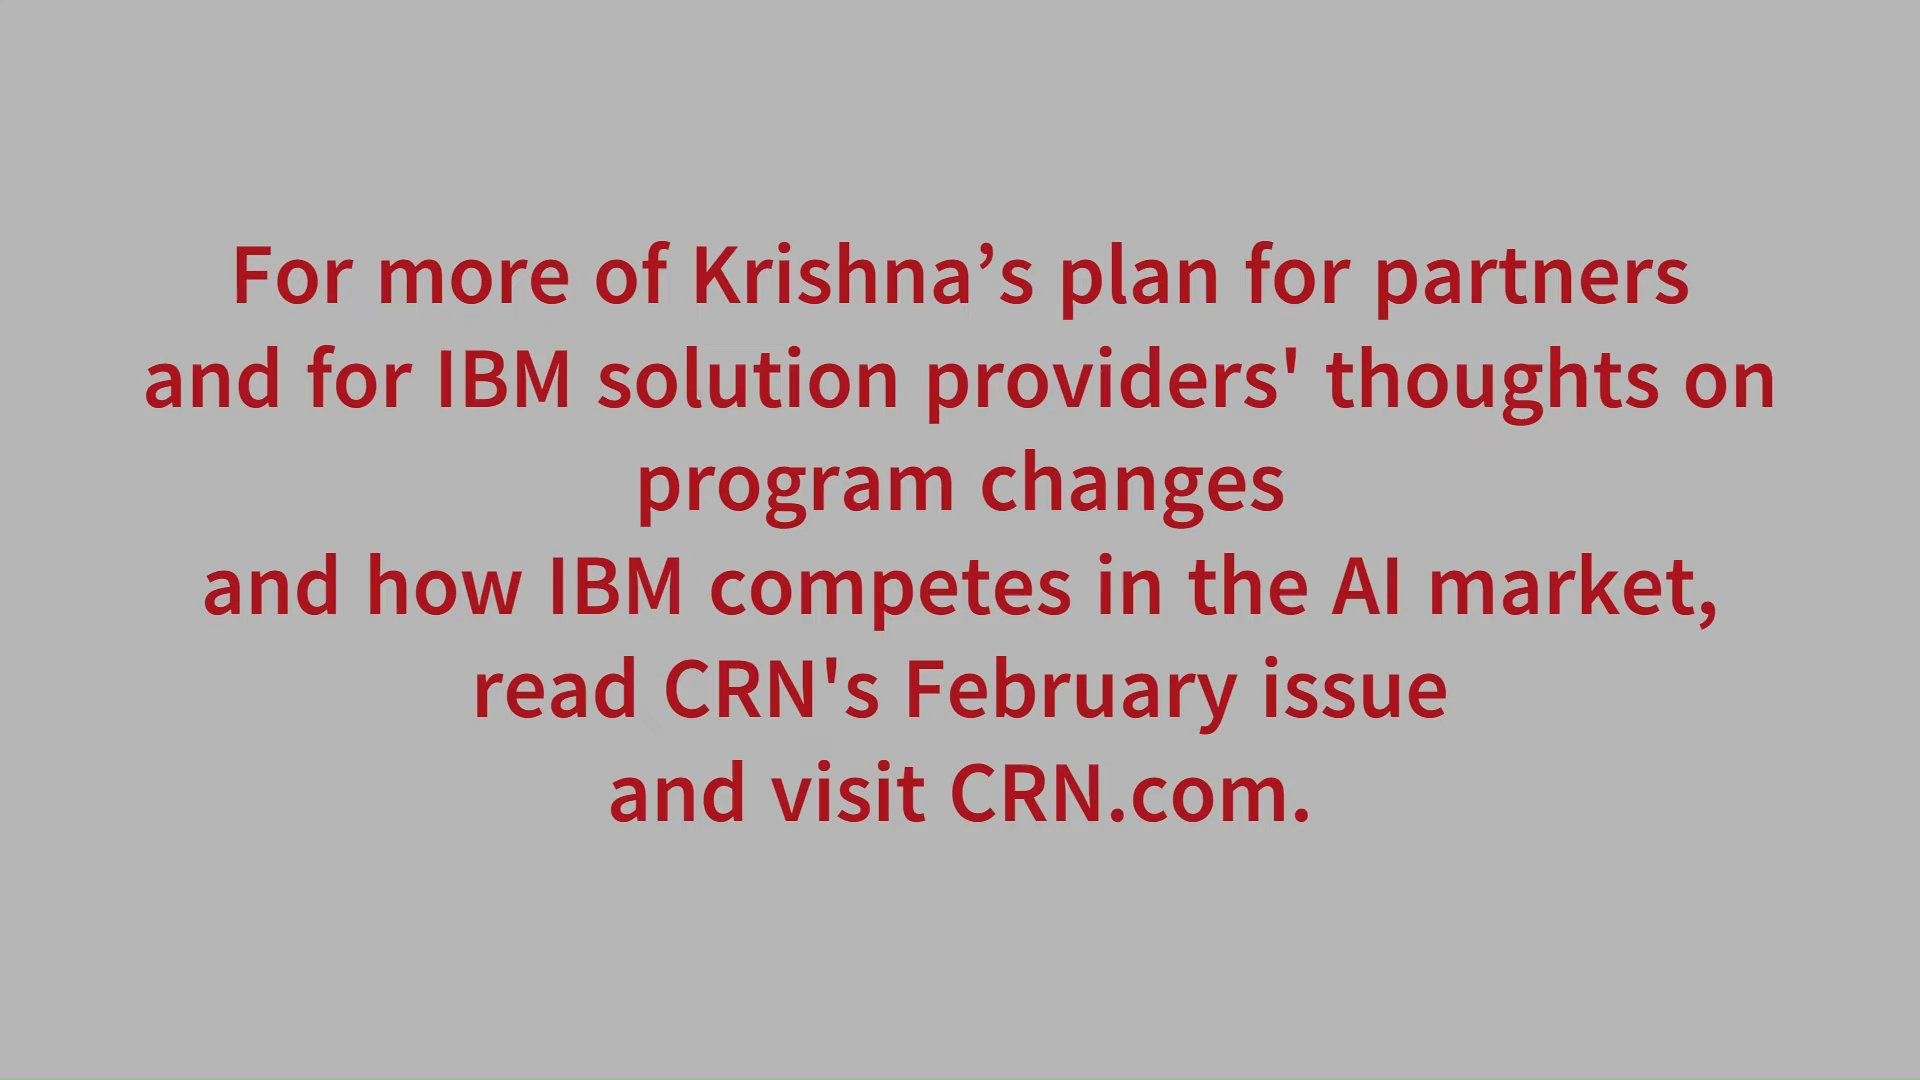 For more of Krishna’s plan for partners
and for IBM solution providers' thoughts on
program changes
and how IBM competes in the AI market,
read CRN's February issue
and visit CRN.com.